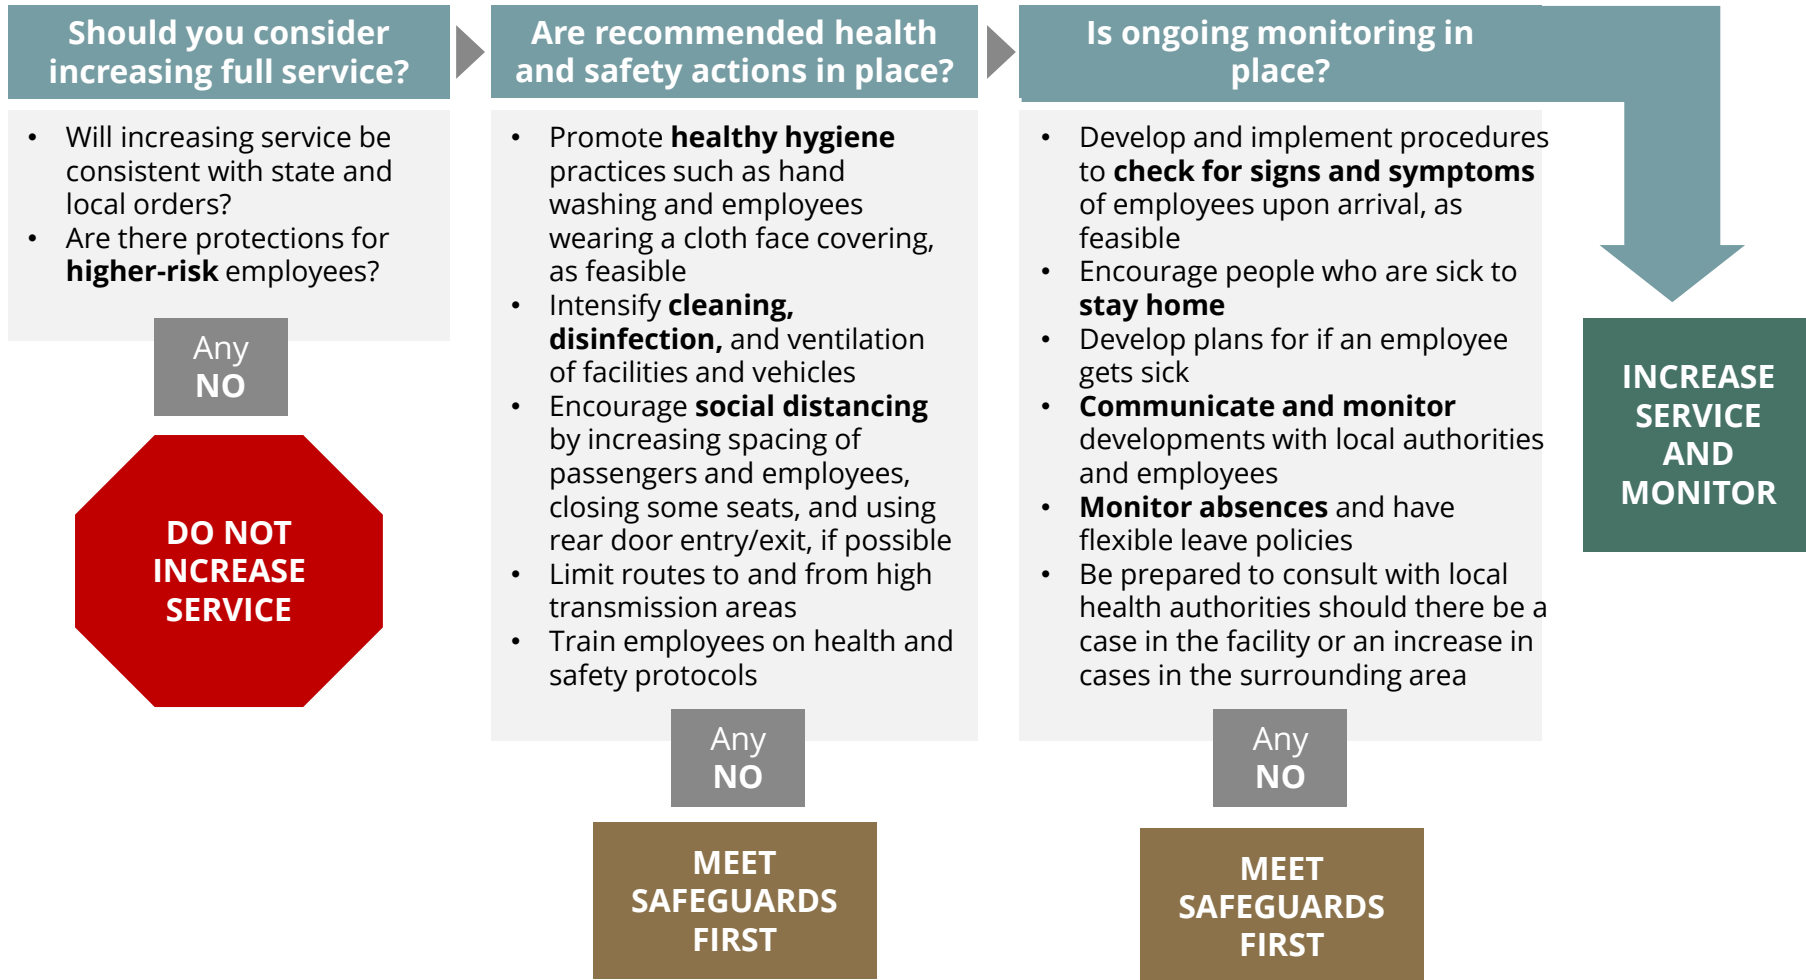 Should you consider
increasing full service?
• Will increasing service be
consistent with state and
local orders?
• Are there protections for
higher-risk employees?
Any
NO
DO NOT
INCREASE
SERVICE
Are recommended health
and safety actions in place?
• Promote healthy hygiene
practices such as hand
washing and employees
wearing a cloth face covering,
as feasible
• Intensify cleaning,
disinfection, and ventilation
of facilities and vehicles
• Encourage social distancing
by increasing spacing of
passengers and employees,
closing some seats, and using
rear door entry/exit, if possible
• Limit routes to and from high
transmission areas
• Train employees on health and
safety protocols
Any
NO
MEET
SAFEGUARDS
FIRST
Is ongoing monitoring in
place?
• Develop and implement procedures
to check for signs and symptoms
of employees upon arrival, as
feasible
• Encourage people who are sick to
stay home
• Develop plans for if an employee
gets sick
• Communicate and monitor
developments with local authorities
and employees
• Monitor absences and have
flexible leave policies
• Be prepared to consult with local
health authorities should there be a
case in the facility or an increase in
cases in the surrounding area
Any
NO
MEET
SAFEGUARDS
FIRST
INCREASE
SERVICE
AND
MONITOR